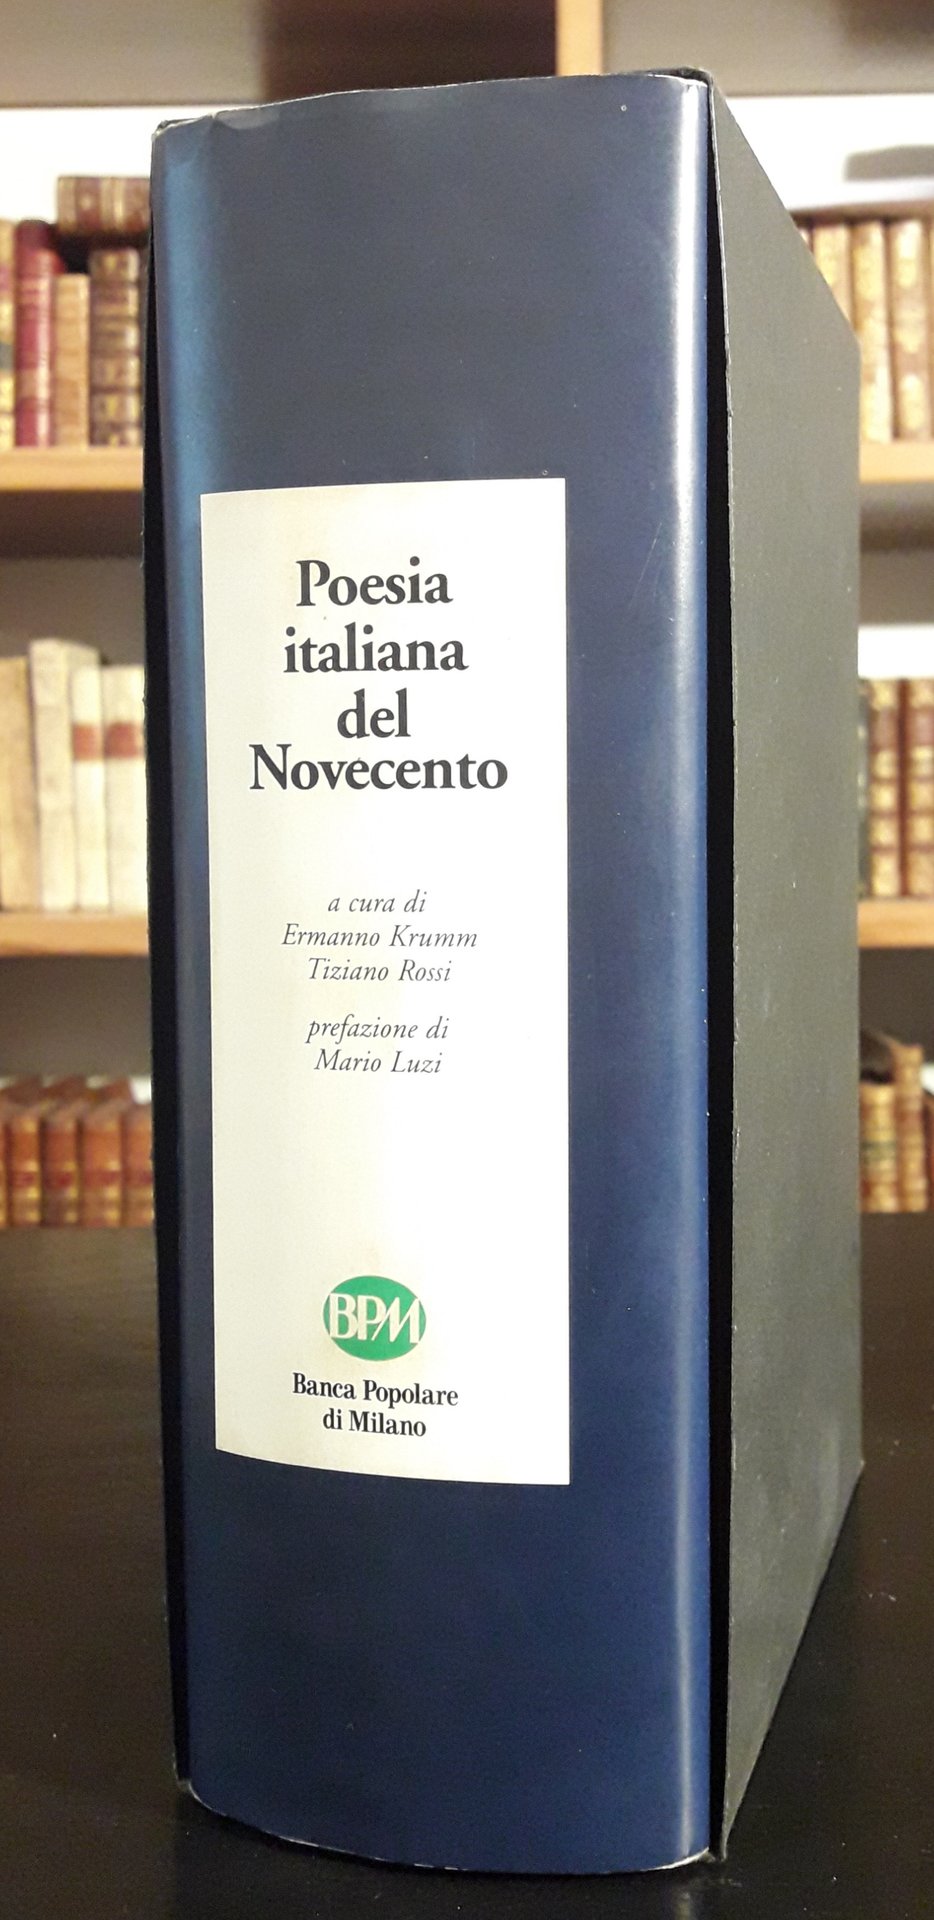 Poesia
italiana
del
Novecento
a cura di
Ermanno Krumm
Tiziano Rossi
prefazione di
Mario Luzi
BPM
Banca Popolare
di Milano